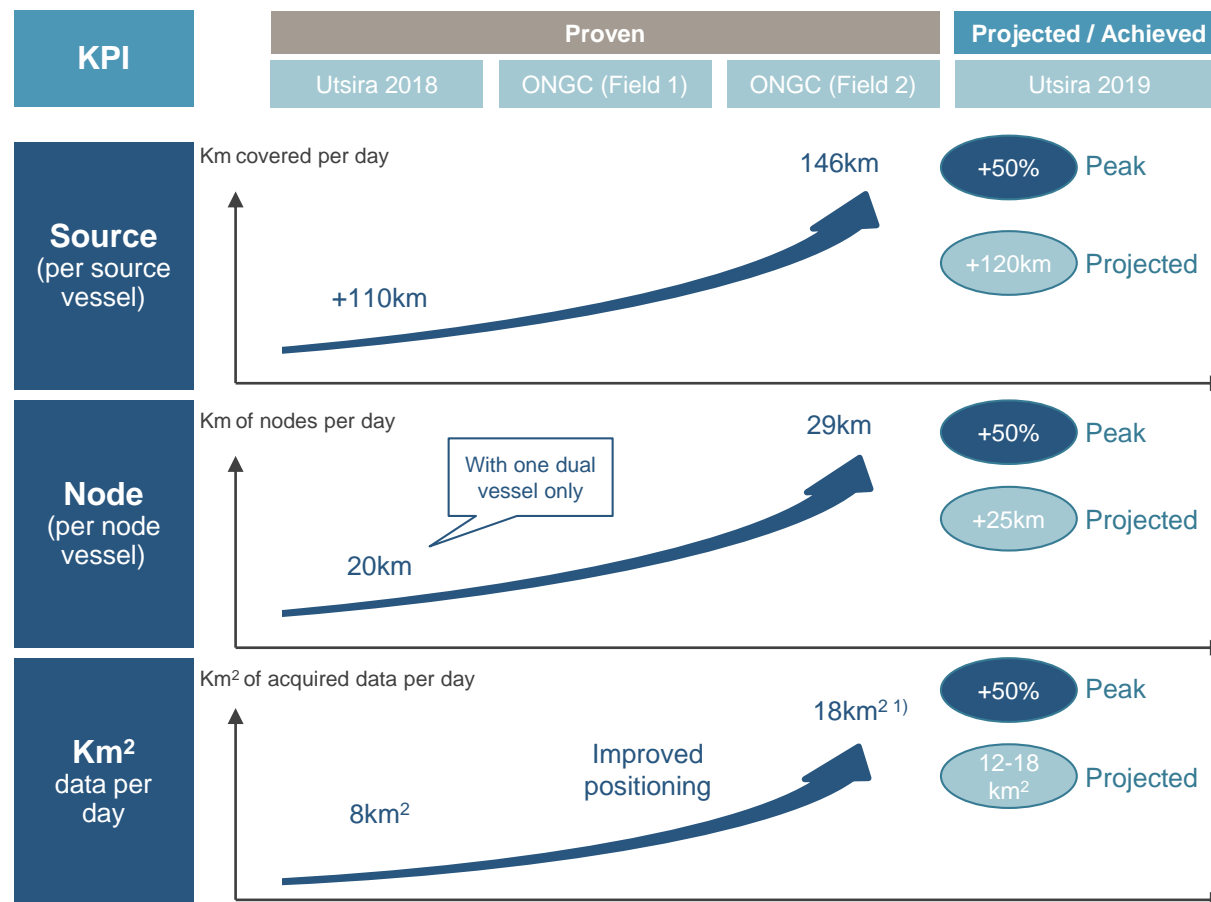 KPI
Proven
Projected / Achieved
Utsira 2018
ONGC (Field 1)
ONGC (Field 2)
Utsira 2019
Source
(per source
vessel)
Km covered per day
+110km
146km
+50%
Peak
+120km
Projected
Node
(per node
vessel)
Km of nodes per day
With one dual
vessel only
20km
29km
+50%
Peak
+25km
Projected
Km²
data per
day
Km² of acquired data per day
8km²
Improved
positioning
18km² ¹⁾
+50%
Peak
12-18
km²
Projected